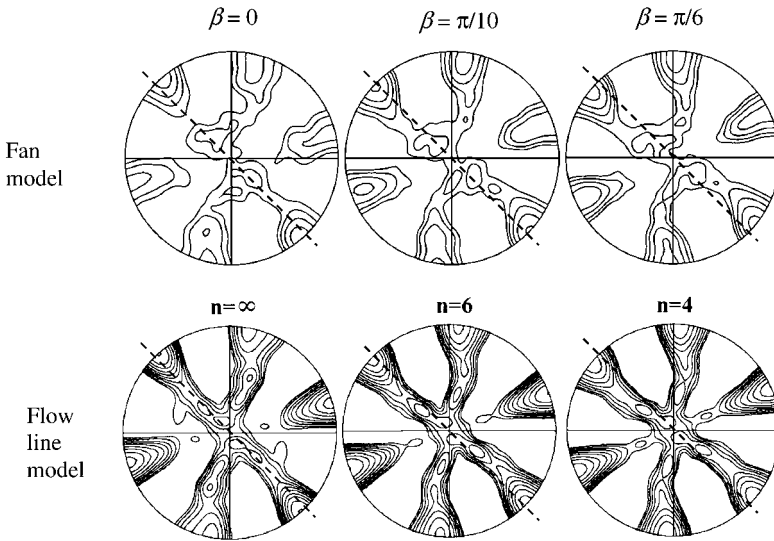 β = 0 β = π/10 β = π/6
Fan
model
n=∞ n=6 n=4
Flow
line
model